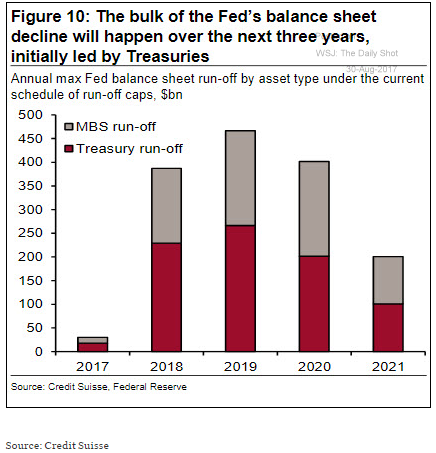 Figure 10: The bulk of the Fed's balance sheet
decline will happen over the next three years,
initially led by Treasuries
WSJ: The Daily Shot
30-Aug-2017
Annual max Fed balance sheet run-off by asset type under the current
schedule of run-off caps, $bn
500
450
400
350
300
250
200
150
100
50
0
MBS run-off
Treasury run-off
2017 2018 2019 2020 2021
Source: Credit Suisse, Federal Reserve
Source: Credit Suisse